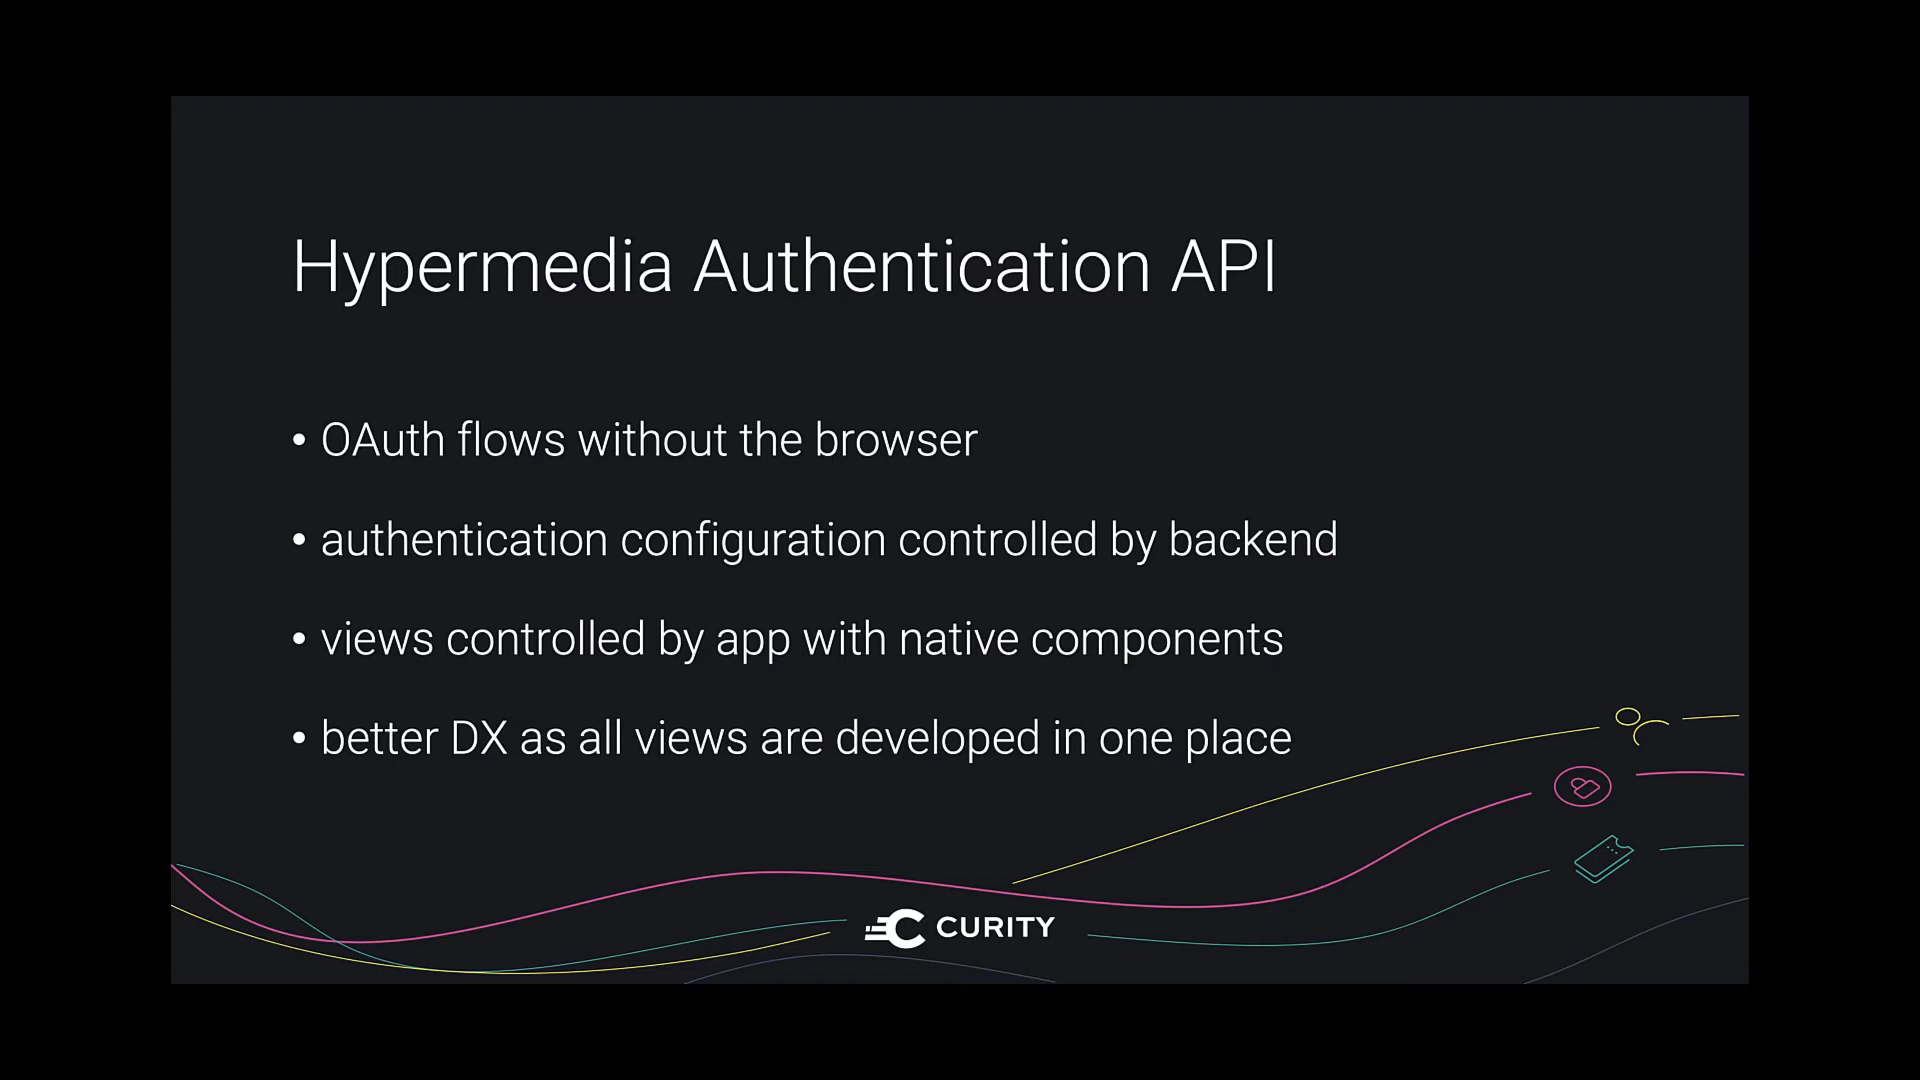 Hypermedia Authentication API
• OAuth flows without the browser
• authentication configuration controlled by backend
• views controlled by app with native components
• better DX as all views are developed in one place
CURITY